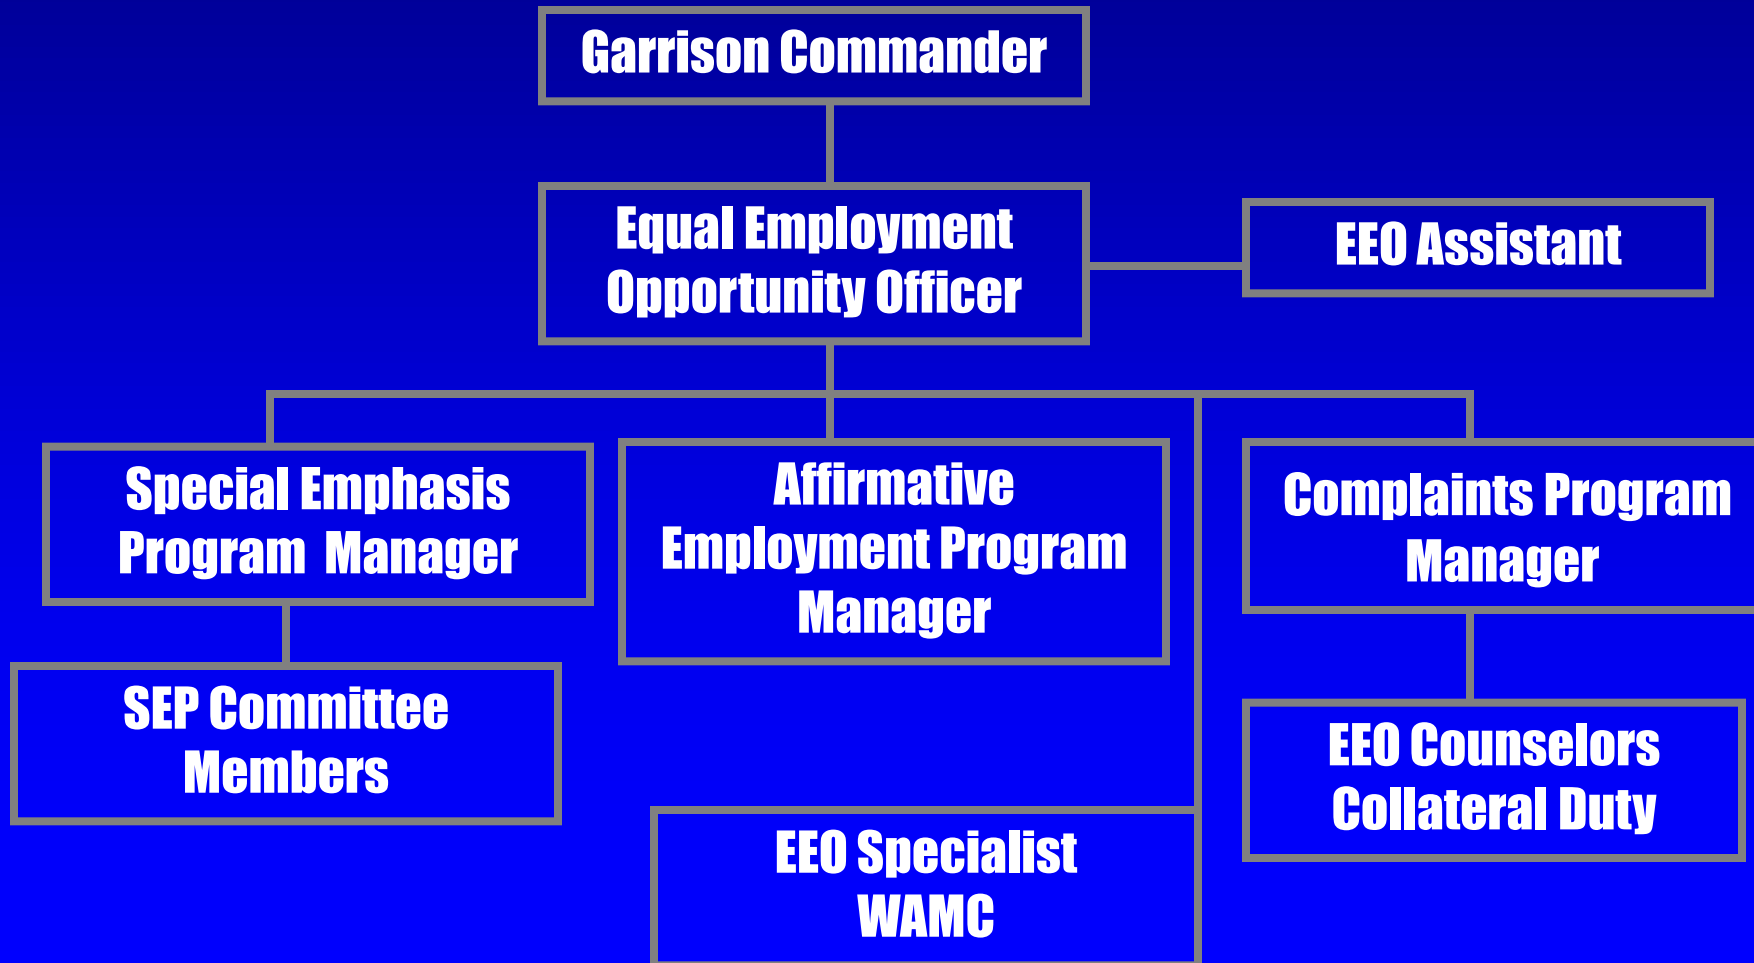 Garrison Commander
Equal Employment
Opportunity Officer
EEO Assistant
Special Emphasis
Program  Manager
Affirmative
Employment Program
Manager
Complaints Program
Manager
SEP Committee
Members
EEO Counselors
Collateral Duty
EEO Specialist
WAMC